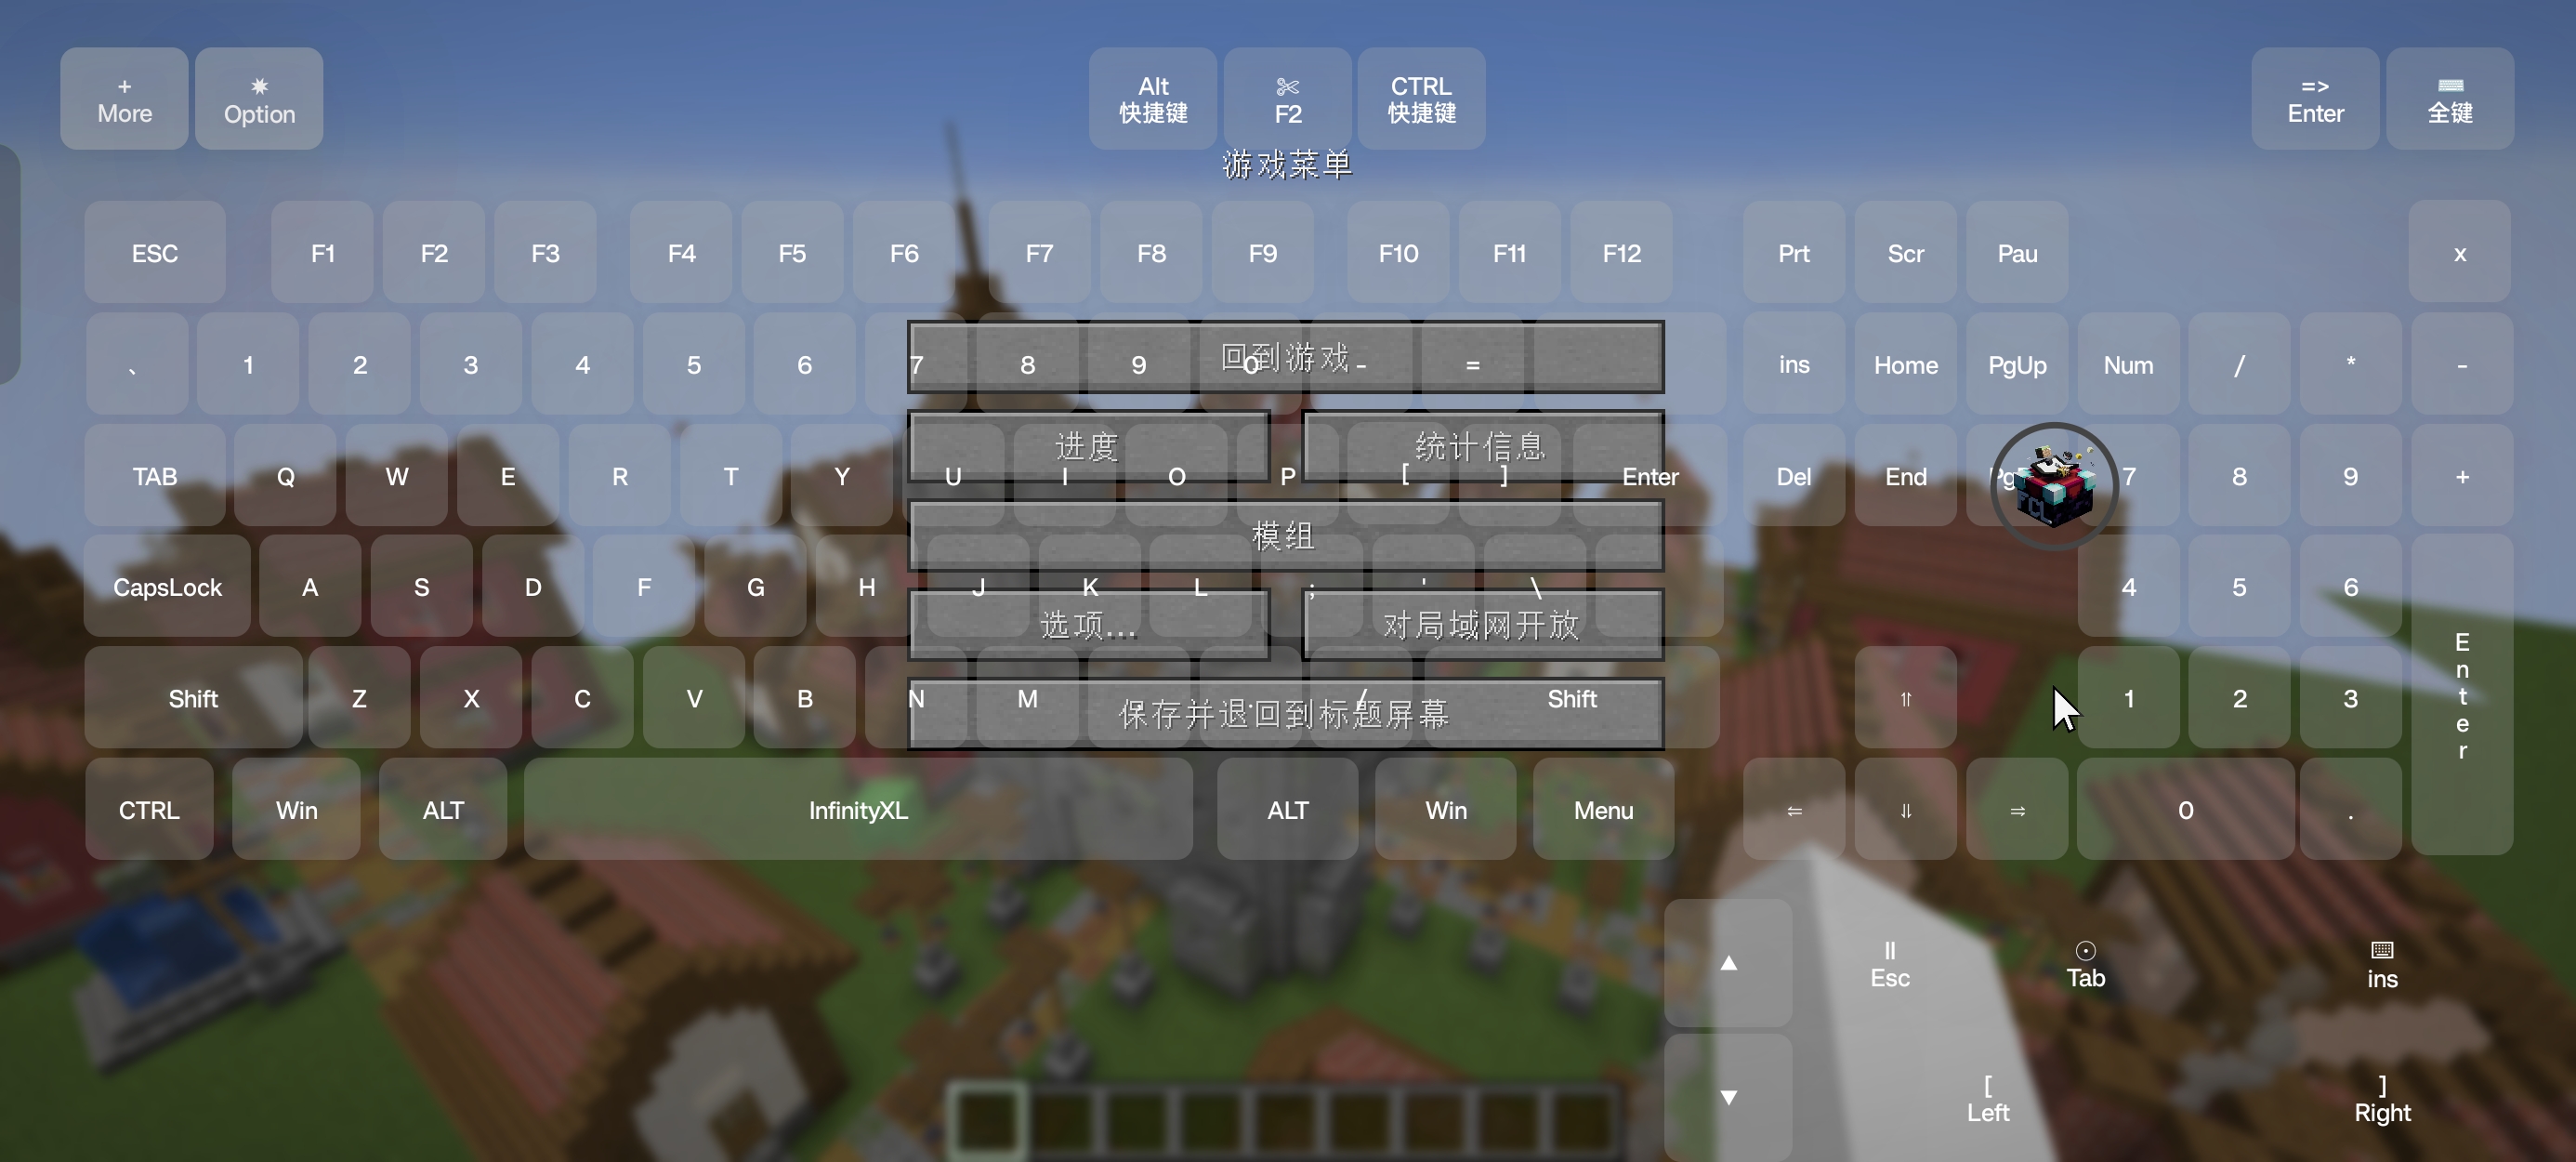 + More
✷ Option
Alt 快捷键
✄ F2
CTRL 快捷键
=> Enter
⌨ 全键
游戏菜单
ESC F1 F2 F3 F4 F5 F6 F7 F8 F9 F10 F11 F12 Prt Scr Pau x
回到游戏
、 1 2 3 4 5 6 7 8 9 0 - = ins Home PgUp Num / * -
进度 统计信息
TAB Q W E R T Y U I O P [ ] Enter Del End 7 8 9 +
FCL
模组
CapsLock A S D F G H J K L ; ' \ 4 5 6
选项... 对局域网开放
Enter
Shift Z X C V B N M , . / Shift ⇈ 1 2 3
保存并退回到标题屏幕
CTRL Win ALT InfinityXL ALT Win Menu ⇇ ⇊ ⇉ 0 .
▲
II Esc
⊙ Tab
⌨ ins
▼
[ Left
] Right